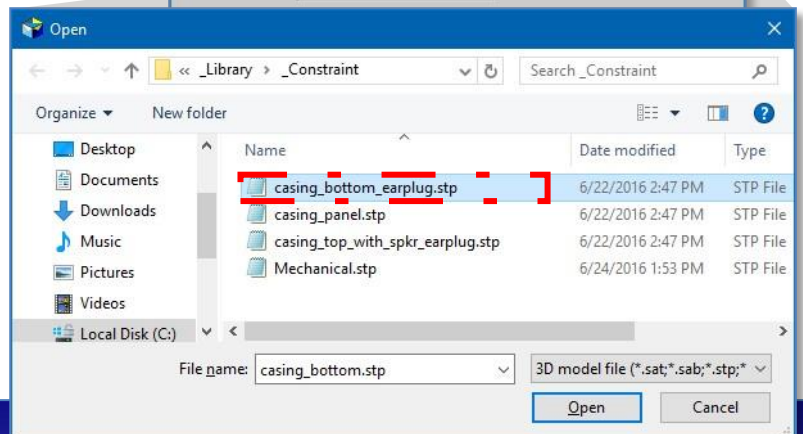 Open
« _Library > _Constraint
Search _Constraint
Organize
New folder
Name
Date modified
Type
Desktop
Documents
Downloads
Music
Pictures
Videos
Local Disk (C:)
casing_bottom_earplug.stp 6/22/2016 2:47 PM STP File
casing_panel.stp 6/22/2016 2:47 PM STP File
casing_top_with_spkr_earplug.stp 6/22/2016 2:47 PM STP File
Mechanical.stp 6/24/2016 1:53 PM STP File
File name: casing_bottom.stp
3D model file (*.sat;*.sab;*.stp;*
Open
Cancel